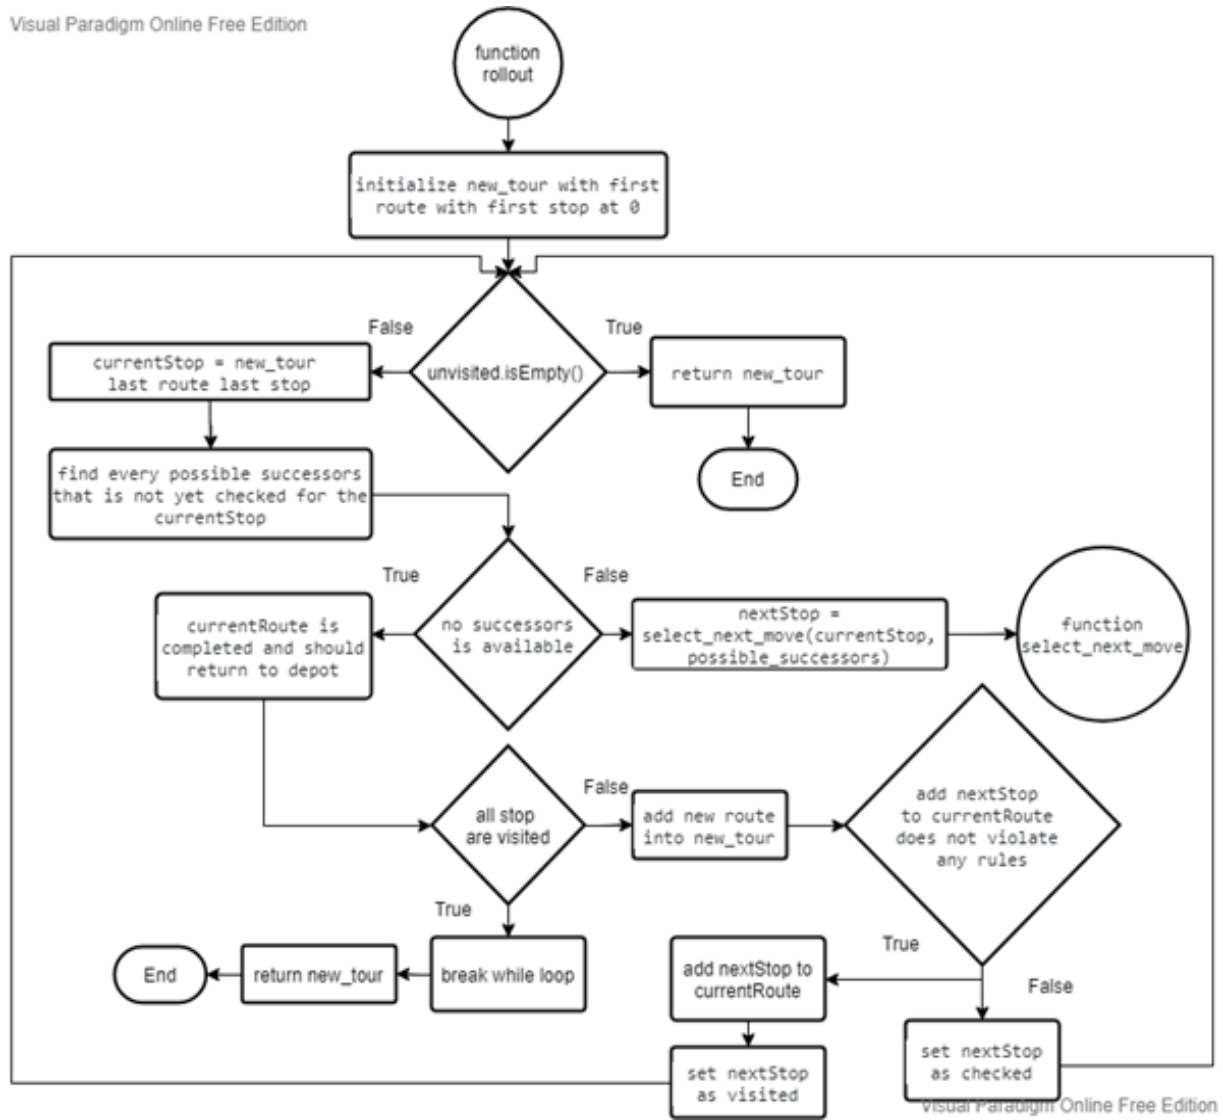 Visual Paradigm Online Free Edition
function
rollout
initialize new_tour with first
route with first stop at 0
False
True
currentStop = new_tour
last route last stop
unvisited.isEmpty()
return new_tour
find every possible successors
that is not yet checked for the
currentStop
End
True
False
currentRoute is
completed and should
return to depot
no successors
is available
nextStop =
select_next_move(currentStop,
possible_successors)
function
select_next_move
all stop
are visited
False
add new route
into new_tour
add nextStop
to currentRoute
does not violate
any rules
True
True
False
End
return new_tour
break while loop
add nextStop to
currentRoute
set nextStop
as visited
set nextStop
as checked
Visual Paradigm Online Free Edition